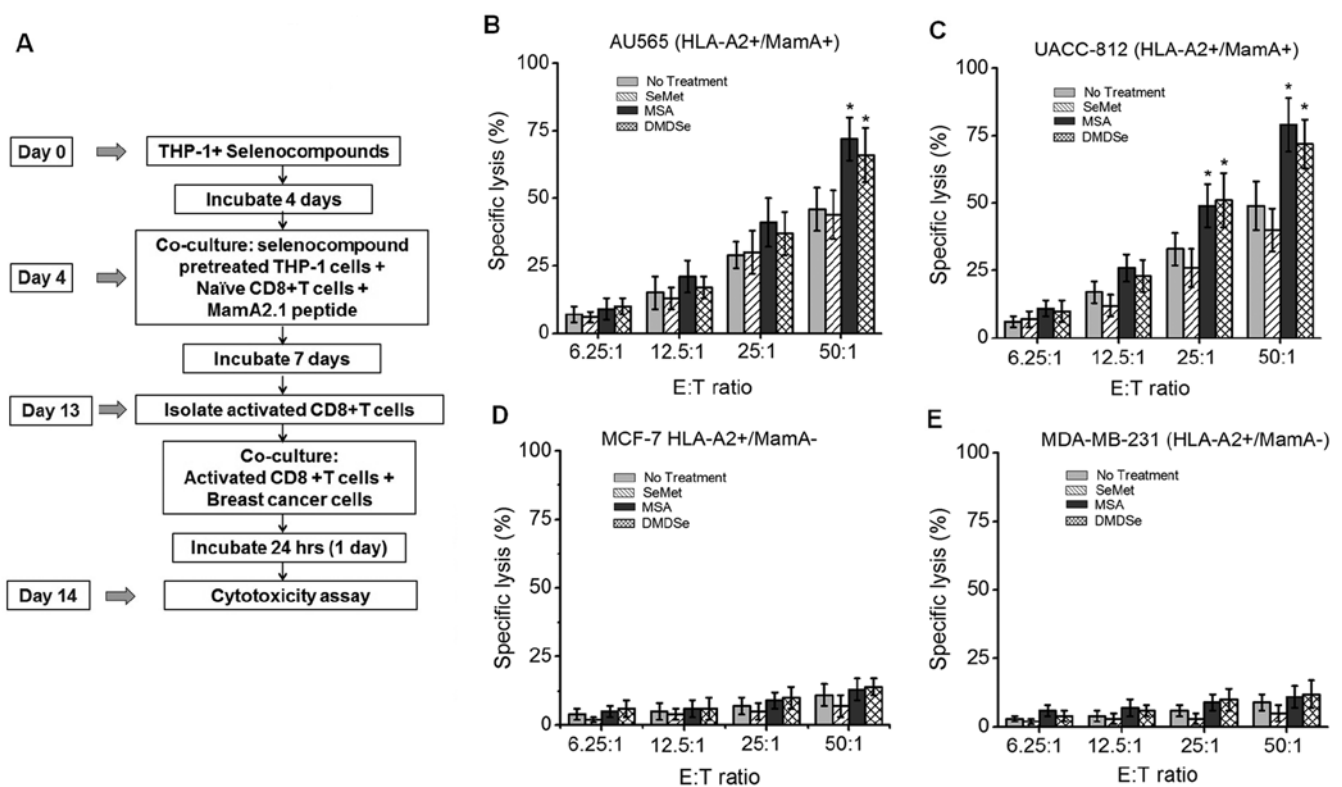 A
Day 0
THP-1+ Selenocompounds
Incubate 4 days
Day 4
Co-culture: selenocompound
pretreated THP-1 cells +
Naïve CD8+T cells +
MamA2.1 peptide
Incubate 7 days
Day 13
Isolate activated CD8+T cells
Co-culture:
Activated CD8 +T cells +
Breast cancer cells
Incubate 24 hrs (1 day)
Day 14
Cytotoxicity assay
B
AU565 (HLA-A2+/MamA+)
Specific lysis (%)
100
75
50
25
0
No Treatment
SeMet
MSA
DMDSe
* *
6.25:1 12.5:1 25:1 50:1
E:T ratio
C
UACC-812 (HLA-A2+/MamA+)
Specific lysis (%)
100
75
50
25
0
No Treatment
SeMet
MSA
DMDSe
* * * *
6.25:1 12.5:1 25:1 50:1
E:T ratio
D
MCF-7 HLA-A2+/MamA-
Specific lysis (%)
100
75
50
25
0
No Treatment
SeMet
MSA
DMDSe
6.25:1 12.5:1 25:1 50:1
E:T ratio
E
MDA-MB-231 (HLA-A2+/MamA-)
Specific lysis (%)
100
75
50
25
0
No Treatment
SeMet
MSA
DMDSe
6.25:1 12.5:1 25:1 50:1
E:T ratio